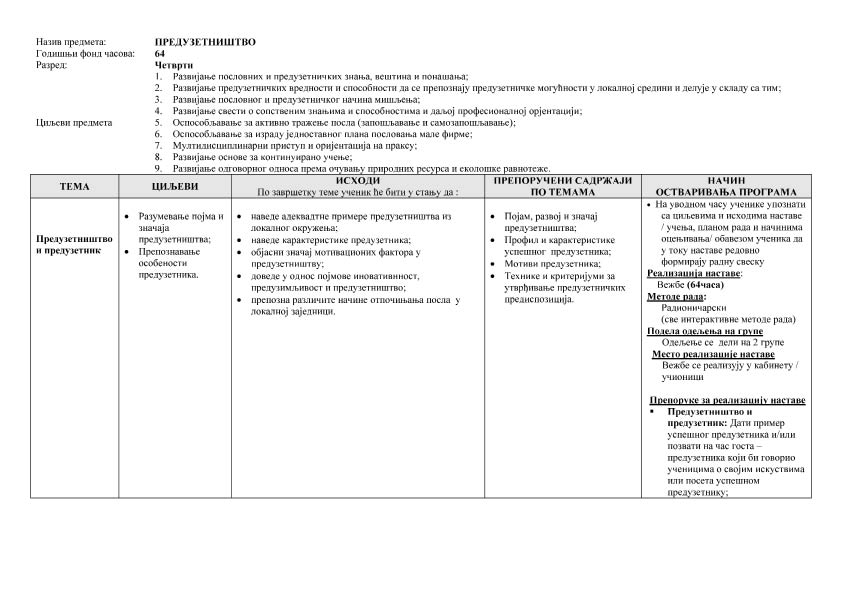 Назив предмета: ПРЕДУЗЕТНИШТВО
Годишњи фонд часова: 64
Разред: Четврти
Циљеви предмета
1. Развијање пословних и предузетничких знања, вештина и понашања;
2. Развијање предузетничких вредности и способности да се препознају предузетничке могућности у локалној средини и делује у складу са тим;
3. Развијање пословног и предузетничког начина мишљења;
4. Развијање свести о сопственим знањима и способностима и даљој професионалној орјентацији;
5. Оспособљавање за активно тражење посла (запошљавање и самозапошљавање);
6. Оспособљавање за израду једноставног плана пословања мале фирме;
7. Мултидисциплинарни приступ и оријентација на праксу;
8. Развијање основе за континуирано учење;
9. Развијање одговорног односа према очувању природних ресурса и еколошке равнотеже.
ТЕМА
ЦИЉЕВИ
ИСХОДИ
По завршетку теме ученик ће бити у стању да :
ПРЕПОРУЧЕНИ САДРЖАЈИ
ПО ТЕМАМА
НАЧИН
ОСТВАРИВАЊА ПРОГРАМА
Предузетништво
и предузетник
• Разумевање појма и
значаја
предузетништва;
• Препознавање
особености
предузетника.
• наведе адекватне примере предузетништва из
локалног окружења;
• наведе карактеристике предузетника;
• објасни значај мотивационих фактора у
предузетништву;
• доведе у однос појмове иновативнност,
предузимљивост и предузетништво;
• препозна различите начине отпочињања посла у
локалној заједници.
• Појам, развој и значај
предузетништва;
• Профил и карактеристике
успешног предузетника;
• Мотиви предузетника;
• Технике и критеријуми за
утврђивање предузетничких
предиспозиција.
• На уводном часу ученике упознати
са циљевима и исходима наставе
/ учења, планом рада и начинима
оцењивања/ обавезом ученика да
у току наставе редовно
формирају радну свеску
Реализација наставе:
Вежбе (64часа)
Методе рада:
Радионичарски
(све интерактивне методе рада)
Подела одељења на групе
Одељење се дели на 2 групе
Место реализације наставе
Вежбе се реализују у кабинету /
учионици
Препоруке за реализацију наставе
▪ Предузетништво и
предузетник: Дати пример
успешног предузетника и/или
позвати на час госта –
предузетника који би говорио
ученицима о својим искуствима
или посета успешном
предузетнику;